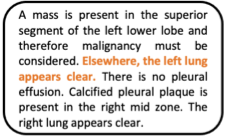 A mass is present in the superior
segment of the left lower lobe and
therefore malignancy must be
considered. Elsewhere, the left lung
appears clear. There is no pleural
effusion. Calcified pleural plaque is
present in the right mid zone. The
right lung appears clear.